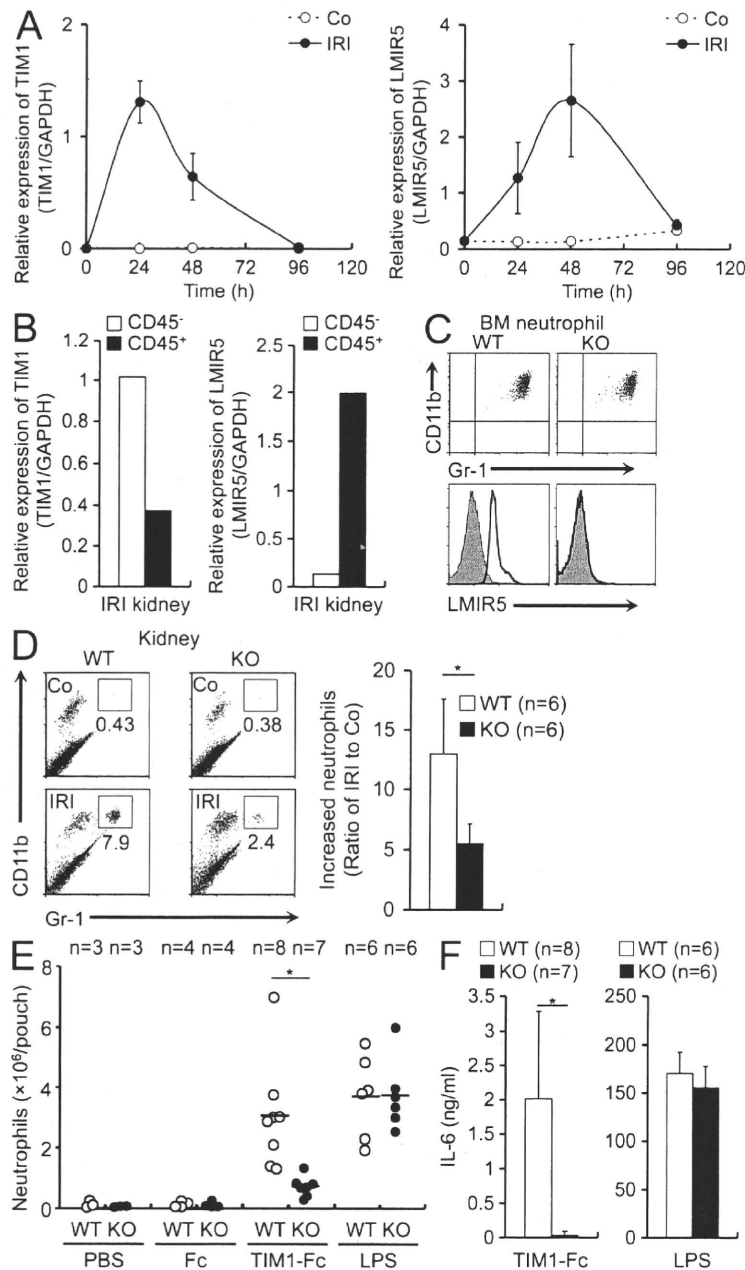 A
Co
IRI
Relative expression of TIM1
(TIM1/GAPDH)
2
1
0
0 24 48 72 96 120
Time (h)
Co
IRI
Relative expression of LMIR5
(LMIR5/GAPDH)
4
3
2
1
0
0 24 48 72 96 120
Time (h)
B
CD45-
CD45+
Relative expression of TIM1
(TIM1/GAPDH)
1.2
1
0.8
0.6
0.4
0.2
0
IRI kidney
CD45-
CD45+
Relative expression of LMIR5
(LMIR5/GAPDH)
2.5
2
1.5
1
0.5
0
IRI kidney
C
BM neutrophil
WT KO
CD11b
Gr-1
LMIR5
D
Kidney
WT KO
Co Co
0.43 0.38
IRI IRI
7.9 2.4
CD11b
Gr-1
Increased neutrophils
(Ratio of IRI to Co)
20
15
10
5
0
*
WT (n=6)
KO (n=6)
E
n=3 n=3 n=4 n=4 n=8 n=7 n=6 n=6
Neutrophils (×10⁶/pouch)
8
6
4
2
0
*
WT KO WT KO WT KO WT KO
PBS Fc TIM1-Fc LPS
F
WT (n=8)
KO (n=7)
IL-6 (ng/ml)
3.5
3
2.5
2
1.5
1
0.5
0
*
TIM1-Fc
WT (n=6)
KO (n=6)
250
200
150
100
50
0
LPS